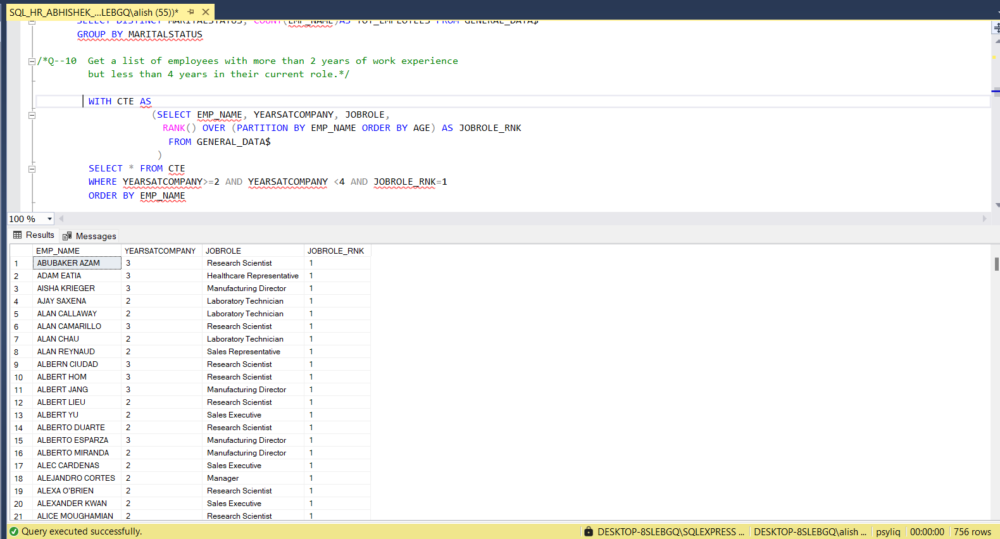 SQL_HR_ABHISHEK_...LEBGQ\alish (55))*
SELECT DISTINCT MARITALSTATUS, COUNT(EMP_NAME)AS TOT_EMPLOYEES FROM GENERAL_DATA$
GROUP BY MARITALSTATUS
/*Q--10  Get a list of employees with more than 2 years of work experience
but less than 4 years in their current role.*/
WITH CTE AS
(SELECT EMP_NAME, YEARSATCOMPANY, JOBROLE,
RANK() OVER (PARTITION BY EMP_NAME ORDER BY AGE) AS JOBROLE_RNK
FROM GENERAL_DATA$
)
SELECT * FROM CTE
WHERE YEARSATCOMPANY>=2 AND YEARSATCOMPANY <4 AND JOBROLE_RNK=1
ORDER BY EMP_NAME
100 %
Results Messages
EMP_NAME YEARSATCOMPANY JOBROLE JOBROLE_RNK
1 ABUBAKER AZAM 3 Research Scientist 1
2 ADAM EATIA 3 Healthcare Representative 1
3 AISHA KRIEGER 3 Manufacturing Director 1
4 AJAY SAXENA 2 Laboratory Technician 1
5 ALAN CALLAWAY 2 Laboratory Technician 1
6 ALAN CAMARILLO 3 Research Scientist 1
7 ALAN CHAU 2 Laboratory Technician 1
8 ALAN REYNAUD 2 Sales Representative 1
9 ALBERN CIUDAD 3 Research Scientist 1
10 ALBERT HOM 3 Research Scientist 1
11 ALBERT JANG 3 Manufacturing Director 1
12 ALBERT LIEU 2 Research Scientist 1
13 ALBERT YU 2 Sales Executive 1
14 ALBERTO DUARTE 2 Research Scientist 1
15 ALBERTO ESPARZA 3 Manufacturing Director 1
16 ALBERTO MIRANDA 2 Manufacturing Director 1
17 ALEC CARDENAS 2 Sales Executive 1
18 ALEJANDRO CORTES 2 Manager 1
19 ALEXA O'BRIEN 2 Research Scientist 1
20 ALEXANDER KWAN 2 Sales Executive 1
21 ALICE MOUGHAMIAN 2 Research Scientist 1
Query executed successfully. DESKTOP-8SLEBGQ\SQLEXPRESS ... DESKTOP-8SLEBGQ\alish ... psyliq 00:00:00 756 rows